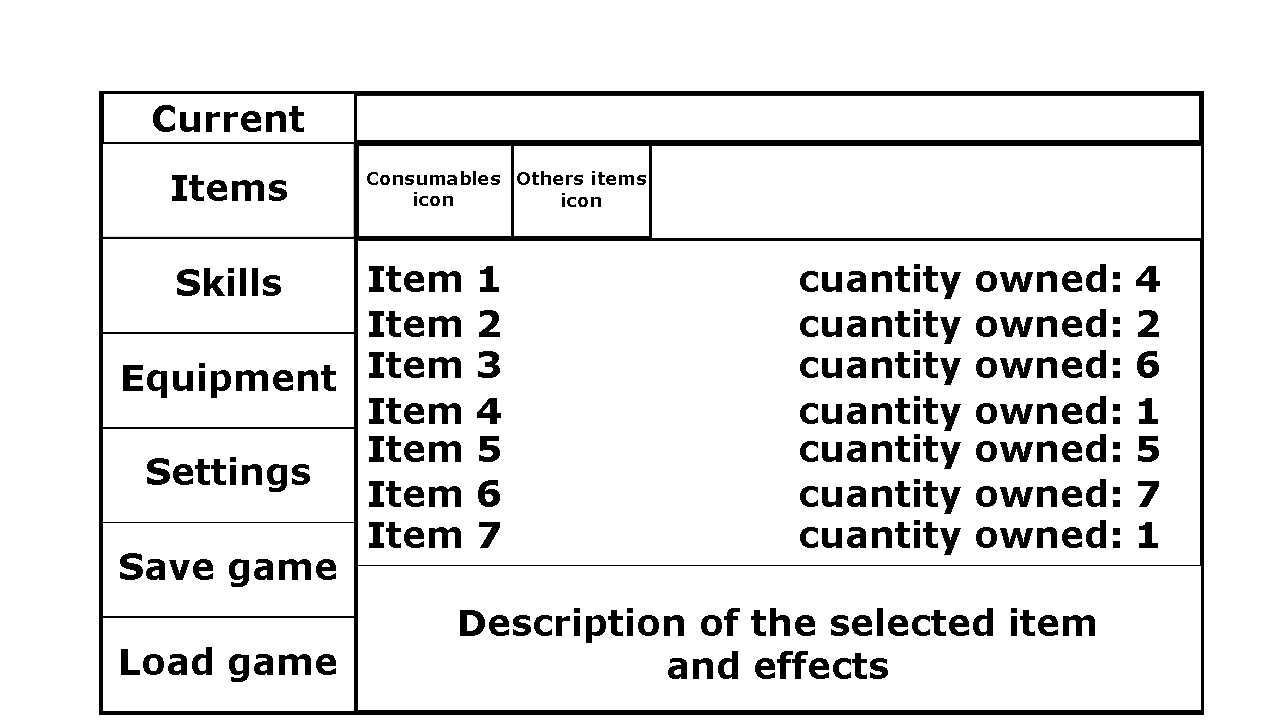 Current
Items
Consumables
icon
Others items
icon
Skills
Equipment
Settings
Save game
Load game
Item 1 cuantity owned: 4
Item 2 cuantity owned: 2
Item 3 cuantity owned: 6
Item 4 cuantity owned: 1
Item 5 cuantity owned: 5
Item 6 cuantity owned: 7
Item 7 cuantity owned: 1
Description of the selected item
and effects